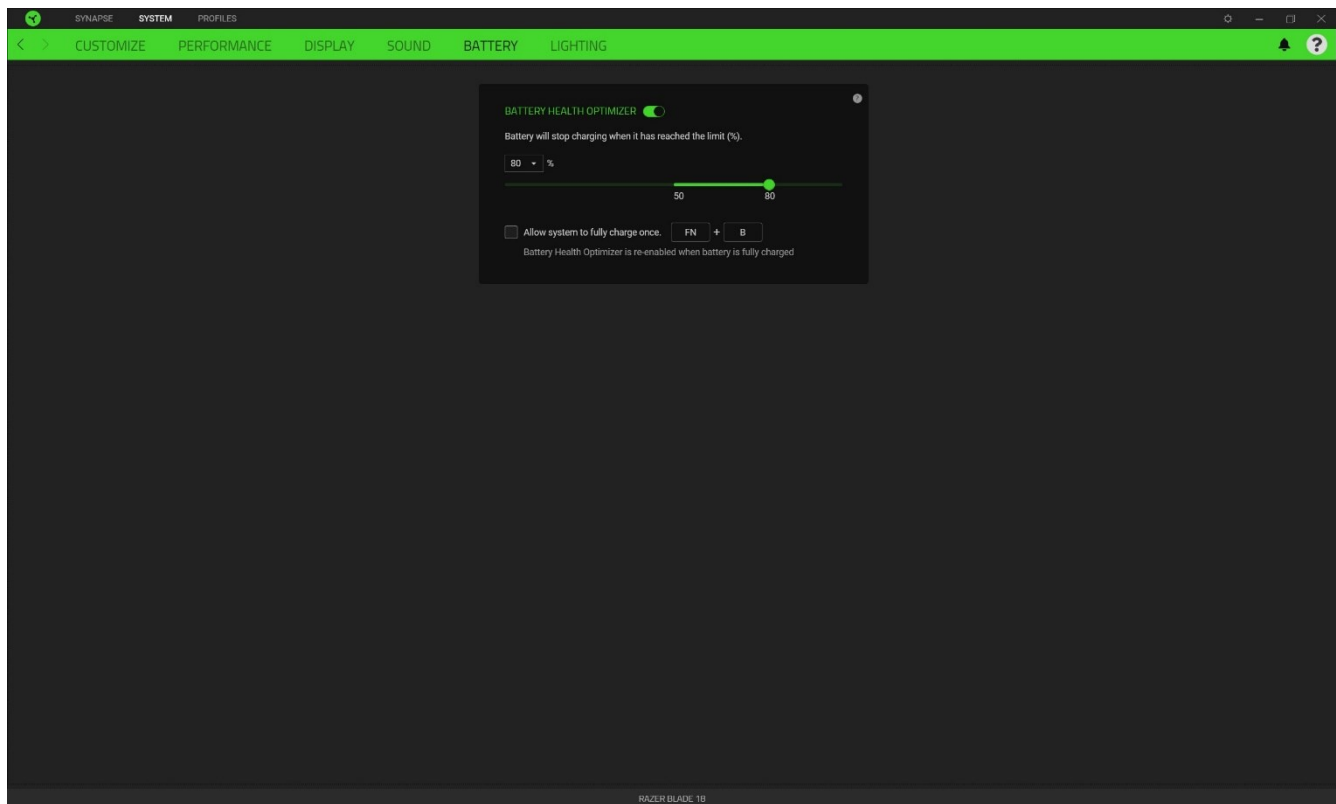 SYNAPSE SYSTEM PROFILES
CUSTOMIZE PERFORMANCE DISPLAY SOUND BATTERY LIGHTING ?
BATTERY HEALTH OPTIMIZER ?
Battery will stop charging when it has reached the limit (%).
80 %
50 80
Allow system to fully charge once. FN + B
Battery Health Optimizer is re-enabled when battery is fully charged
RAZER BLADE 18